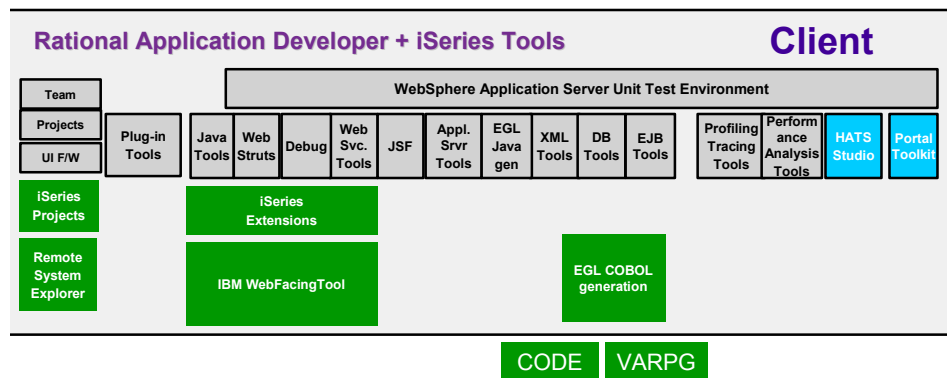 Rational Application Developer + iSeries Tools
Client
WebSphere Application Server Unit Test Environment
Team
Projects
UI F/W
Plug-in
Tools
Java
Tools
Web
Struts
Debug
Web
Svc.
Tools
JSF
Appl.
Srvr
Tools
EGL
Java
gen
XML
Tools
DB
Tools
EJB
Tools
Profiling
Tracing
Tools
Perform
ance
Analysis
Tools
HATS
Studio
Portal
Toolkit
iSeries
Projects
iSeries
Extensions
Remote
System
Explorer
IBM WebFacingTool
EGL COBOL
generation
CODE
VARPG